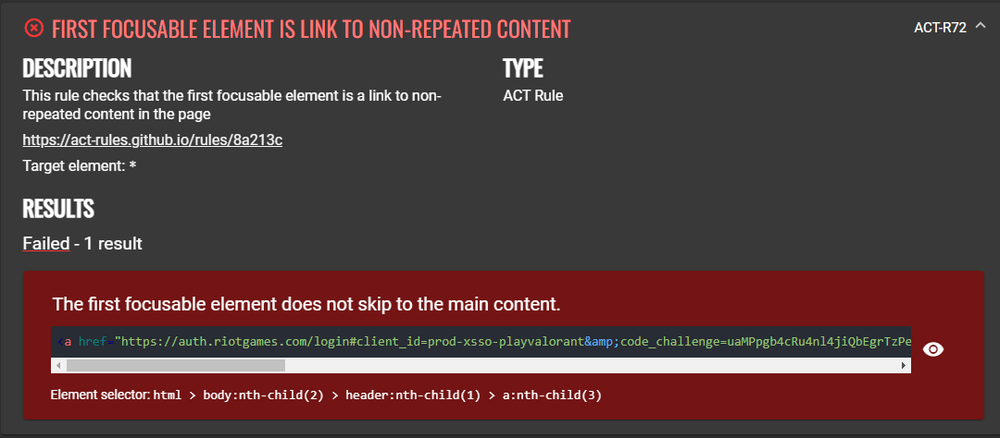 FIRST FOCUSABLE ELEMENT IS LINK TO NON-REPEATED CONTENT
ACT-R72
DESCRIPTION
This rule checks that the first focusable element is a link to non-
repeated content in the page
https://act-rules.github.io/rules/8a213c
Target element: *
TYPE
ACT Rule
RESULTS
Failed - 1 result
The first focusable element does not skip to the main content.
<a href="https://auth.riotgames.com/login#client_id=prod-xsso-playvalorant&amp;code_challenge=uaMPpgb4cRu4nl4jiQbEgrTzPe
Element selector: html > body:nth-child(2) > header:nth-child(1) > a:nth-child(3)